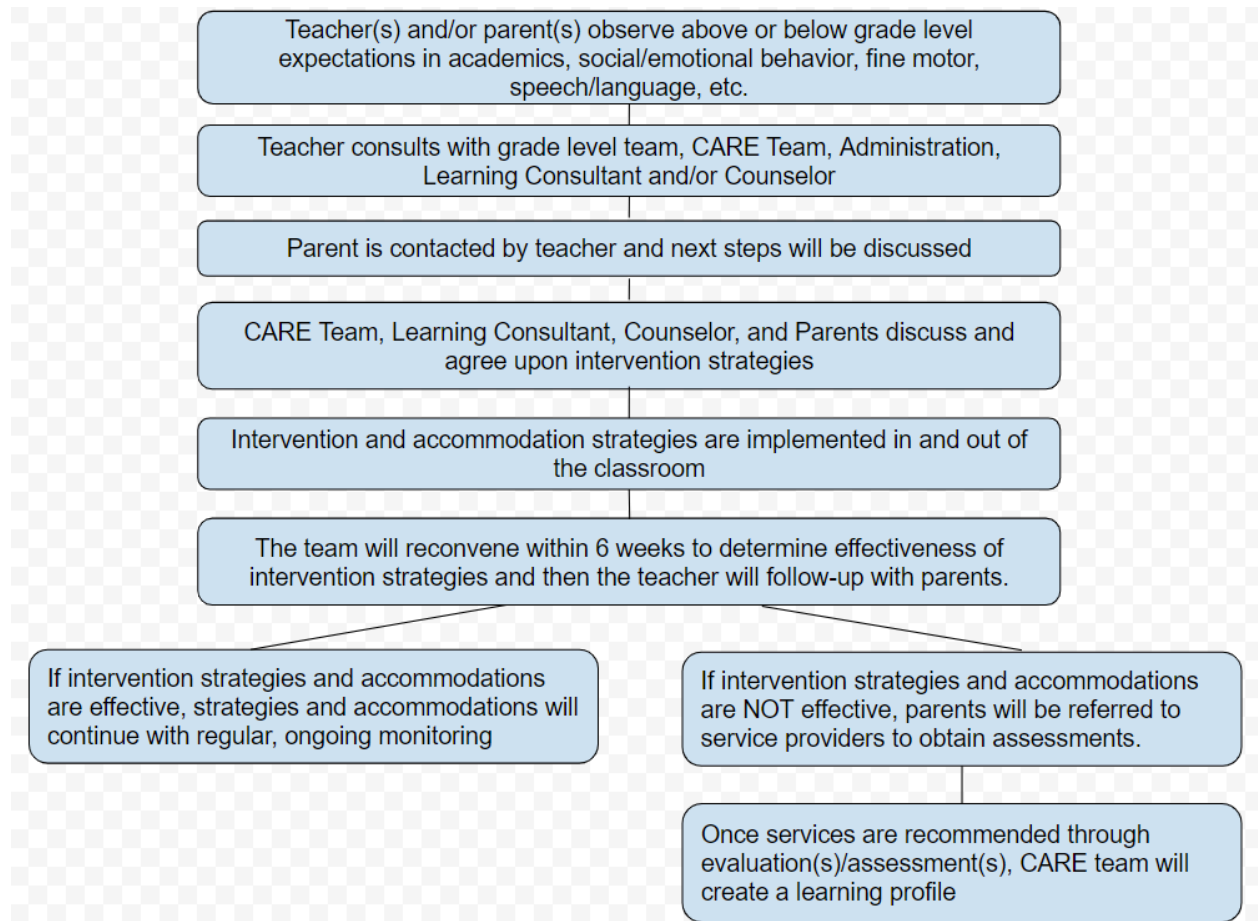 Teacher(s) and/or parent(s) observe above or below grade level
expectations in academics, social/emotional behavior, fine motor,
speech/language, etc.
Teacher consults with grade level team, CARE Team, Administration,
Learning Consultant and/or Counselor
Parent is contacted by teacher and next steps will be discussed
CARE Team, Learning Consultant, Counselor, and Parents discuss and
agree upon intervention strategies
Intervention and accommodation strategies are implemented in and out of
the classroom
The team will reconvene within 6 weeks to determine effectiveness of
intervention strategies and then the teacher will follow-up with parents.
If intervention strategies and accommodations
are effective, strategies and accommodations will
continue with regular, ongoing monitoring
If intervention strategies and accommodations
are NOT effective, parents will be referred to
service providers to obtain assessments.
Once services are recommended through
evaluation(s)/assessment(s), CARE team will
create a learning profile